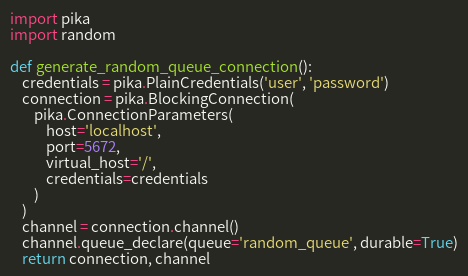 import pika
import random

def generate_random_queue_connection():
    credentials = pika.PlainCredentials('user', 'password')
    connection = pika.BlockingConnection(
        pika.ConnectionParameters(
            host='localhost',
            port=5672,
            virtual_host='/',
            credentials=credentials
        )
    )
    channel = connection.channel()
    channel.queue_declare(queue='random_queue', durable=True)
    return connection, channel